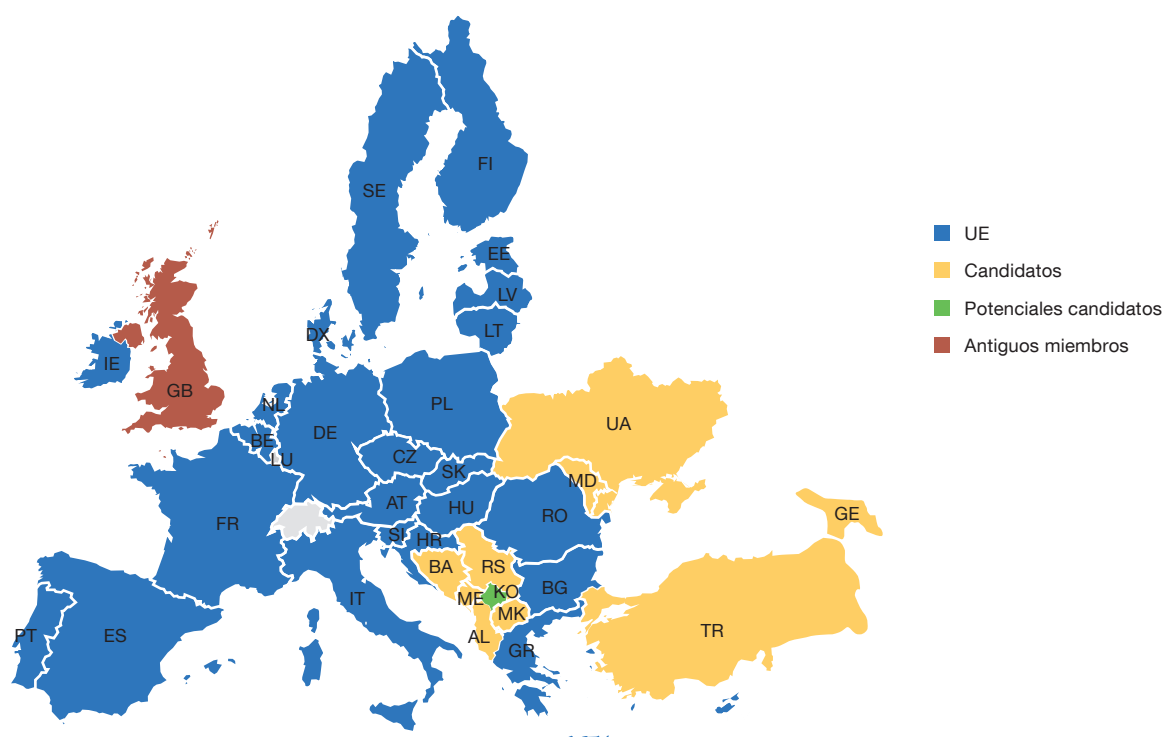 FI
SE
UE
EE
Candidatos
LV
Potenciales candidatos
LT
DX
Antiguos miembros
IE
GB
NL
PL
UA
DE
BE
CZ
LU
SK
MD
AT
HU
GE
RO
FR
SI
HR
BA
RS
BG
KO
IT
ME
MK
TR
PT
ES
AL
GR